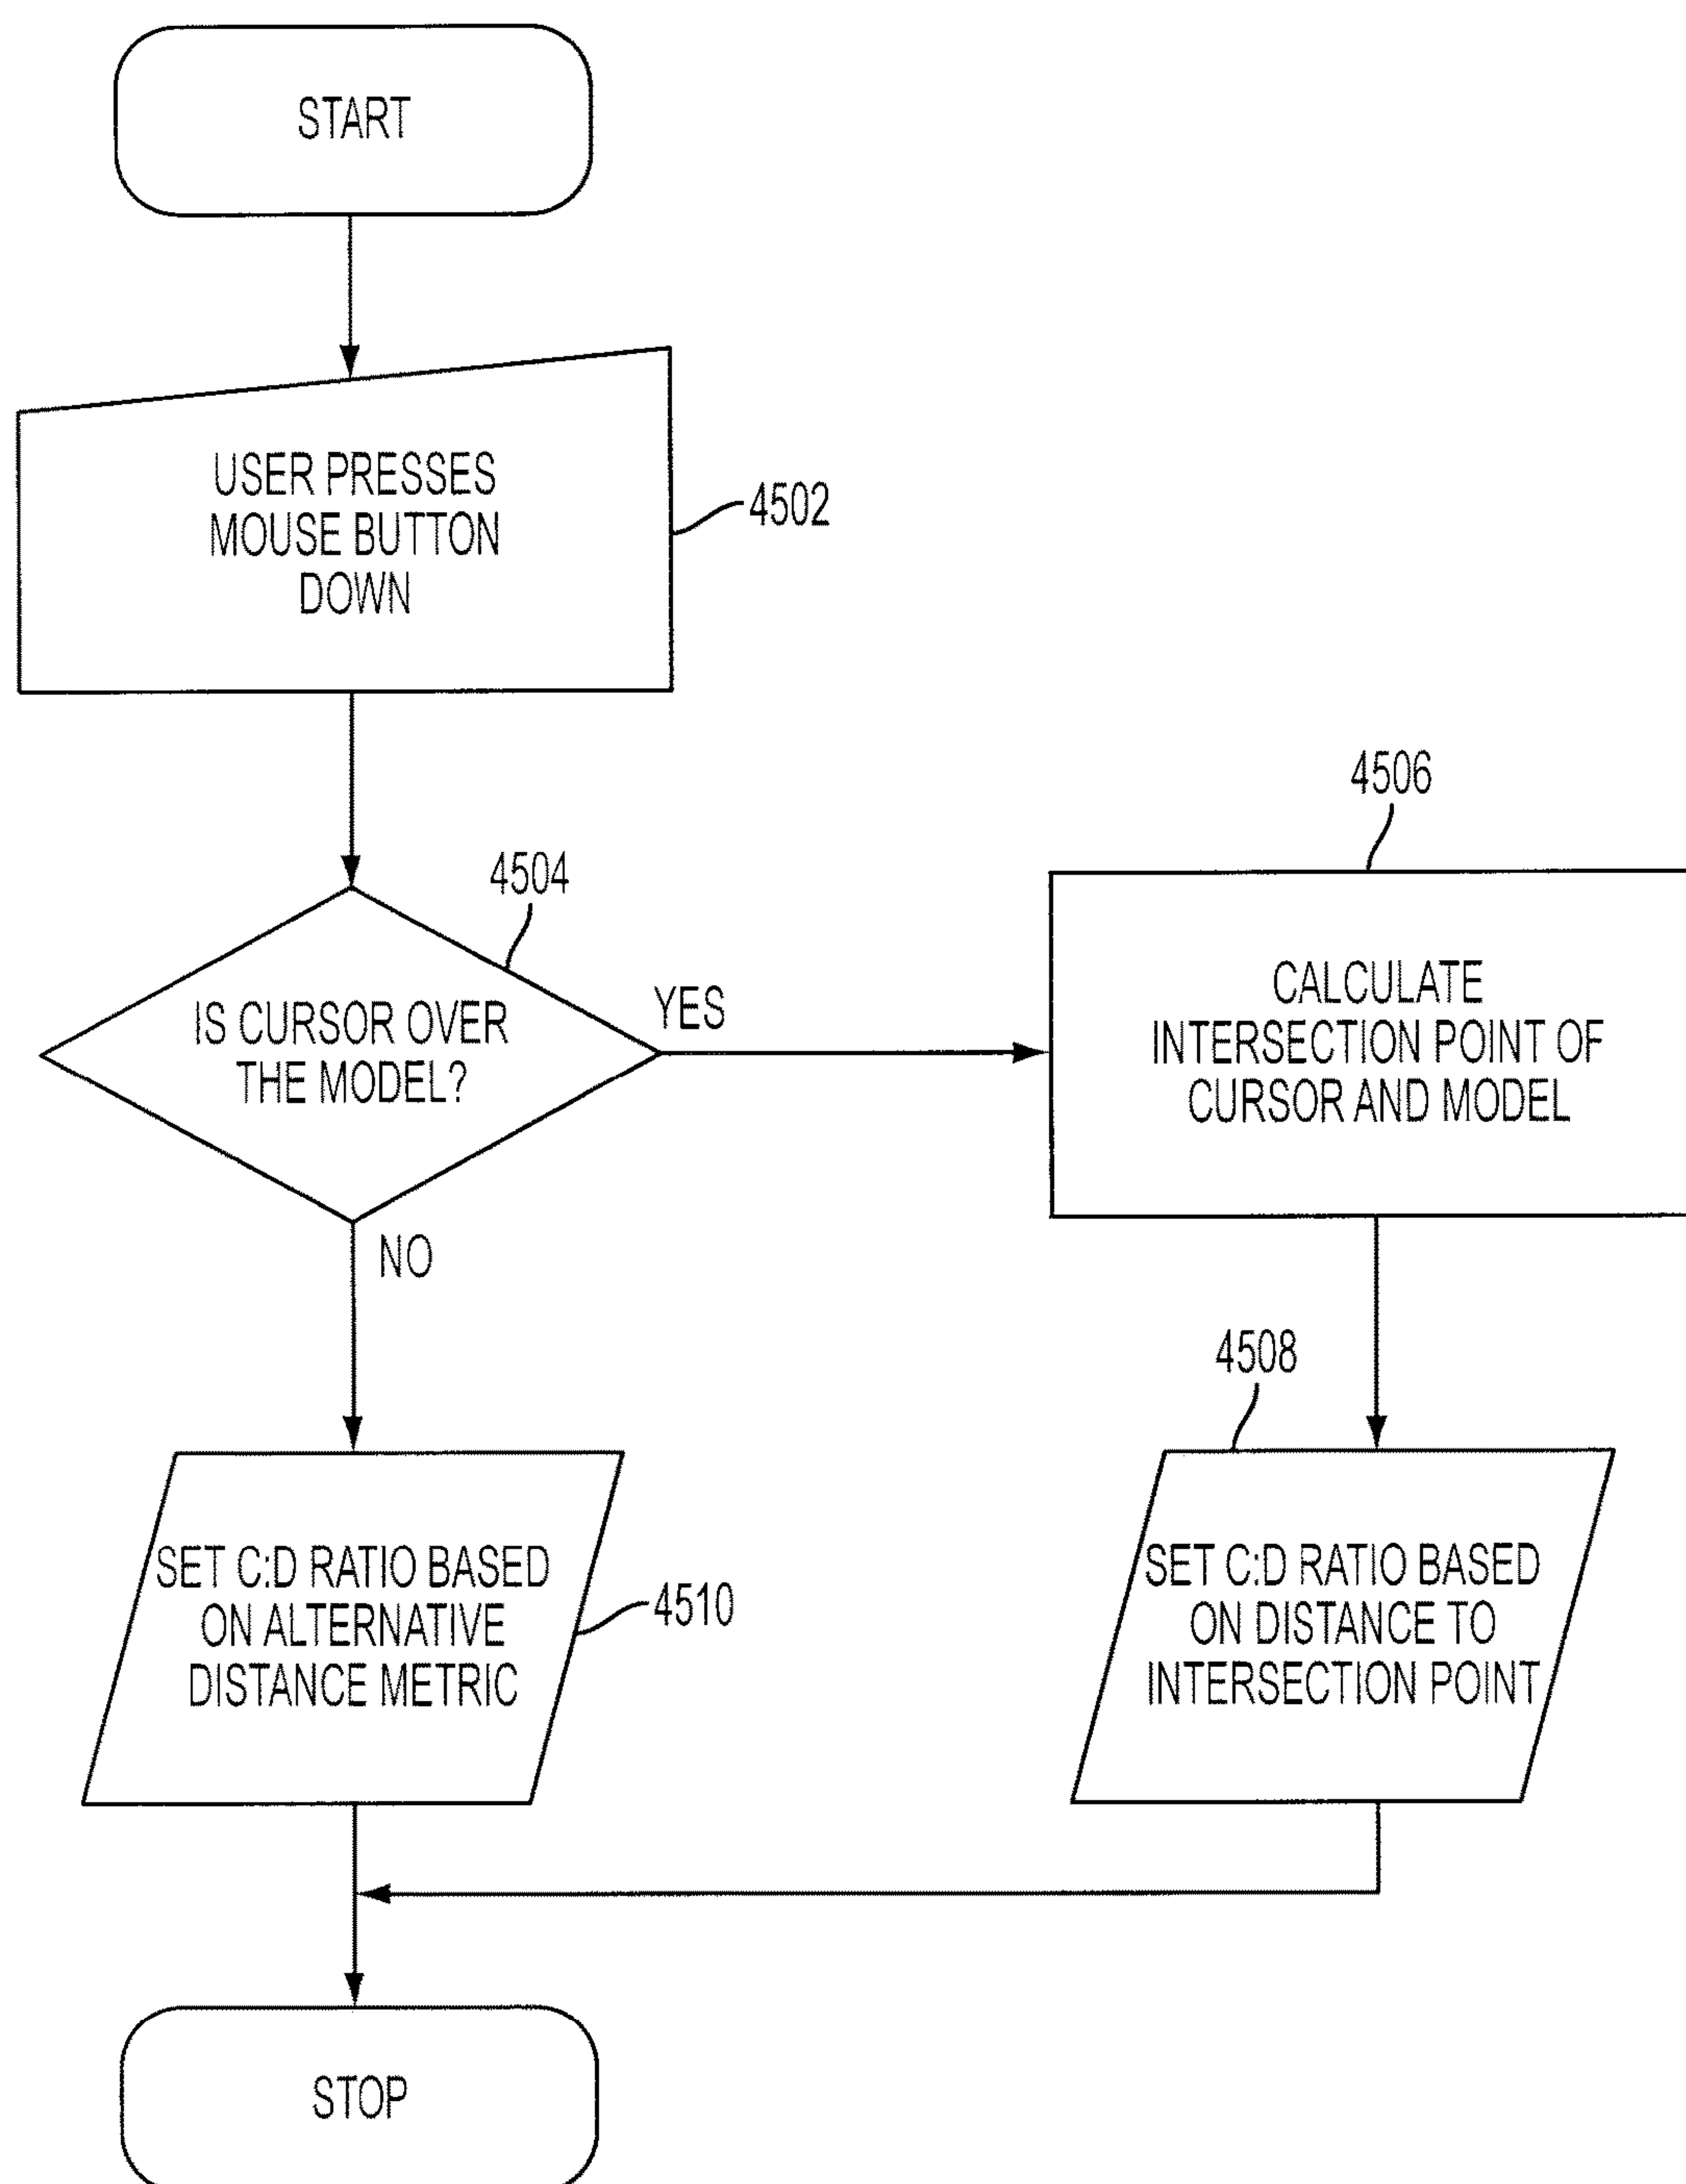 START
USER PRESSES
MOUSE BUTTON
DOWN
4502
4504
IS CURSOR OVER
THE MODEL?
YES
NO
4506
CALCULATE
INTERSECTION POINT OF
CURSOR AND MODEL
4508
SET C:D RATIO BASED
ON DISTANCE TO
INTERSECTION POINT
SET C:D RATIO BASED
ON ALTERNATIVE
DISTANCE METRIC
4510
STOP